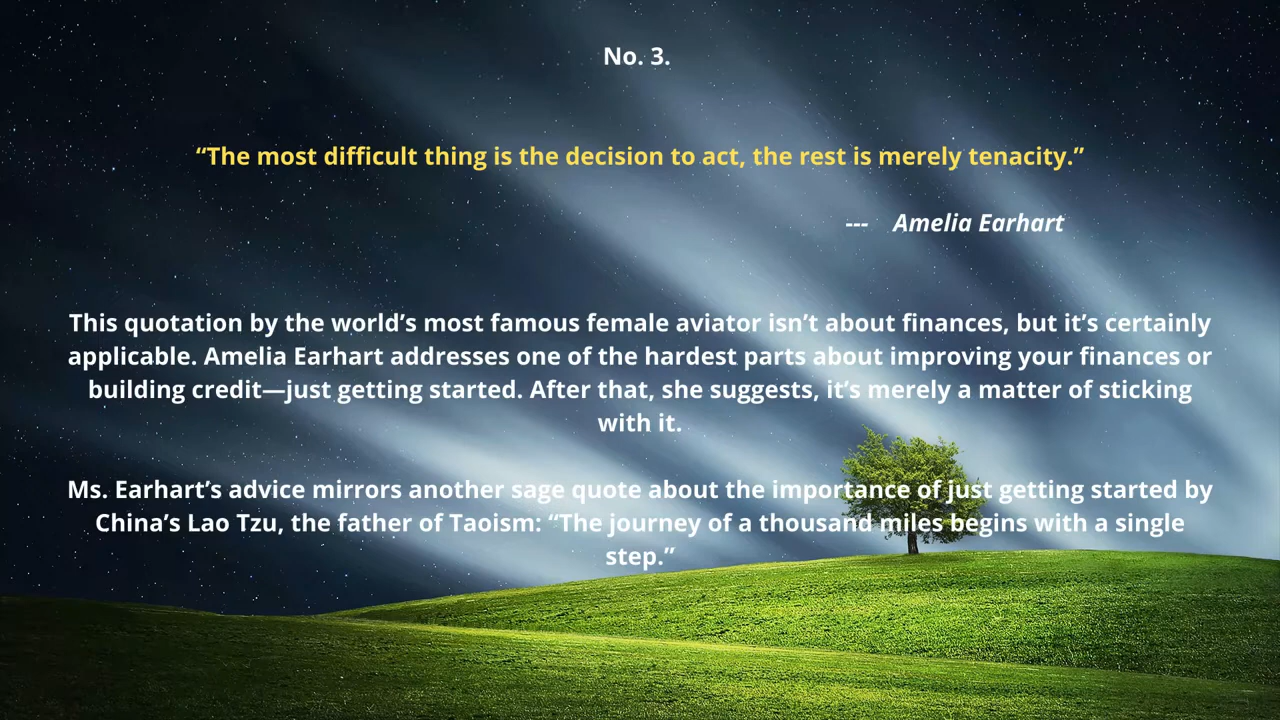 No. 3.
“The most difficult thing is the decision to act, the rest is merely tenacity.”
--- Amelia Earhart
This quotation by the world’s most famous female aviator isn’t about finances, but it’s certainly
applicable. Amelia Earhart addresses one of the hardest parts about improving your finances or
building credit—just getting started. After that, she suggests, it’s merely a matter of sticking
with it.
Ms. Earhart’s advice mirrors another sage quote about the importance of just getting started by
China’s Lao Tzu, the father of Taoism: “The journey of a thousand miles begins with a single
step.”